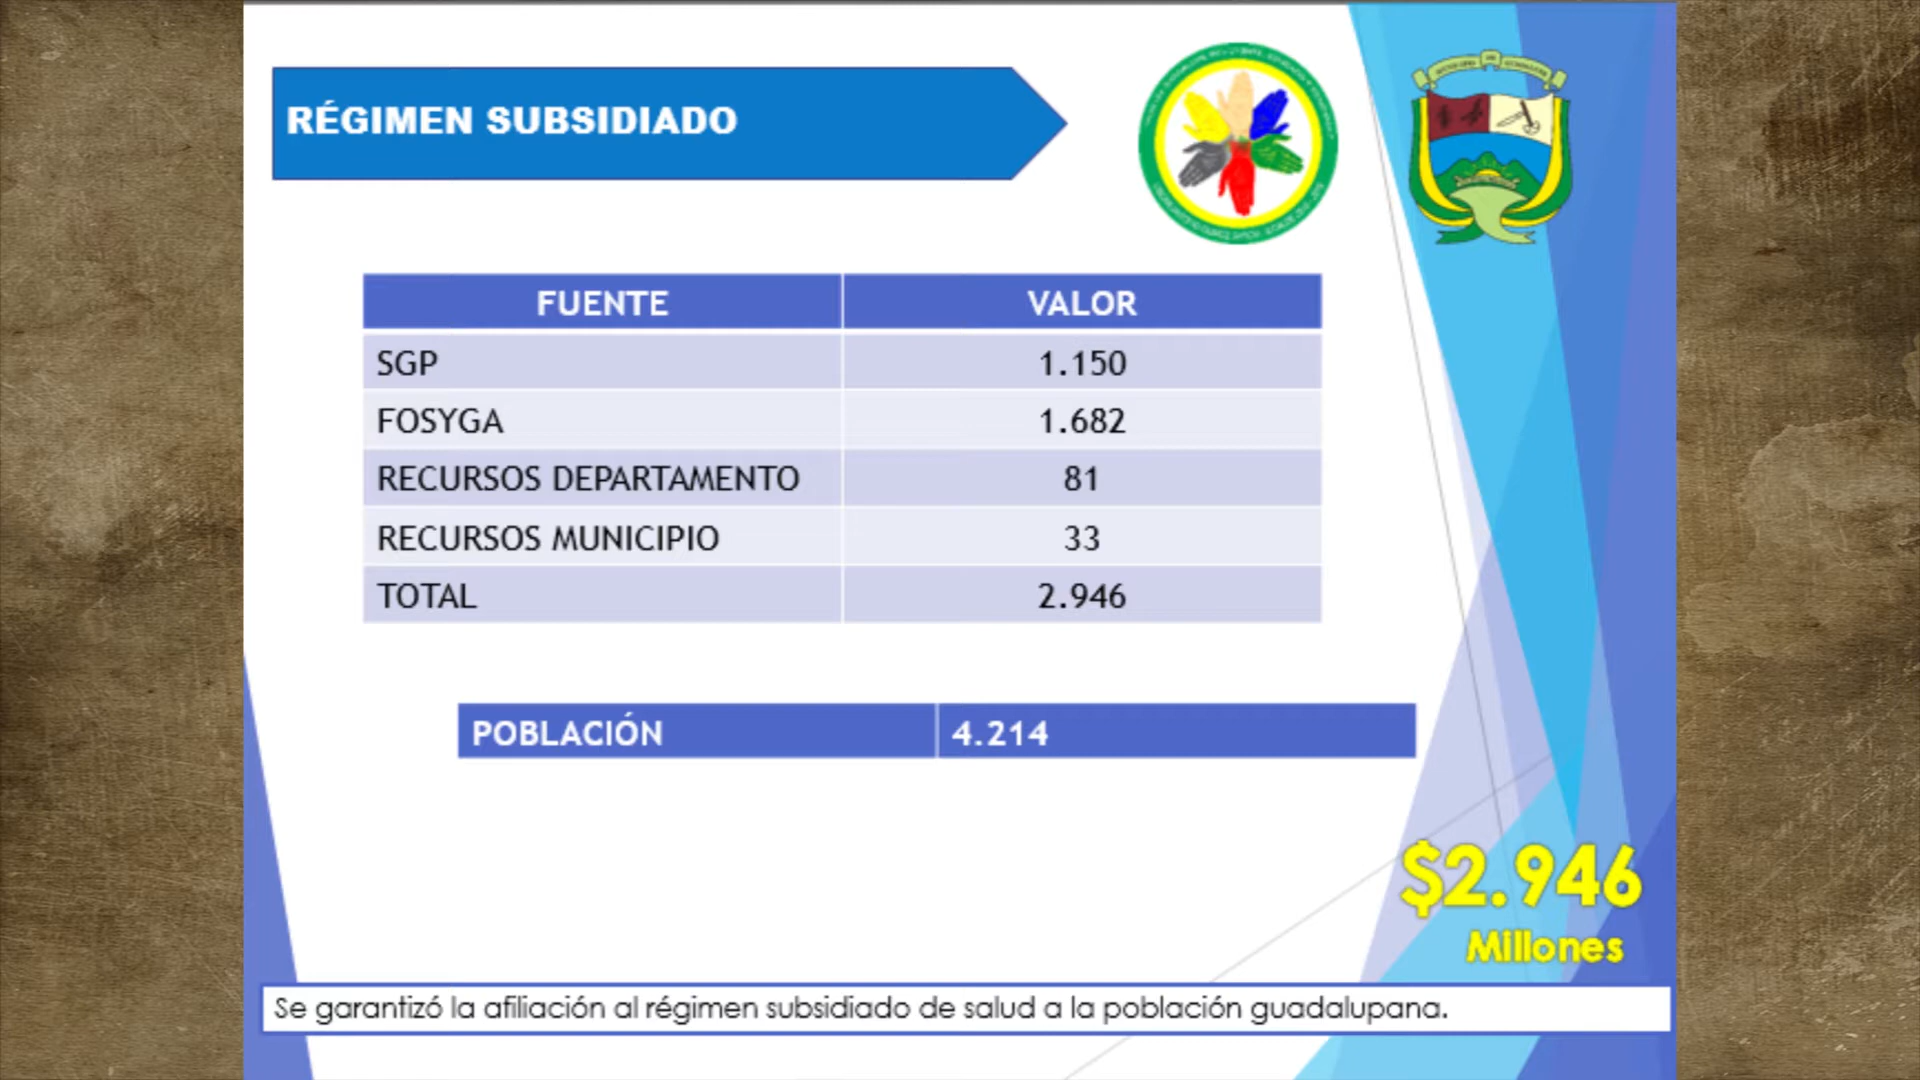 RÉGIMEN SUBSIDIADO
FUENTE VALOR
SGP 1.150
FOSYGA 1.682
RECURSOS DEPARTAMENTO 81
RECURSOS MUNICIPIO 33
TOTAL 2.946
POBLACIÓN 4.214
$2.946
Millones
Se garantizó la afiliación al régimen subsidiado de salud a la población guadalupana.